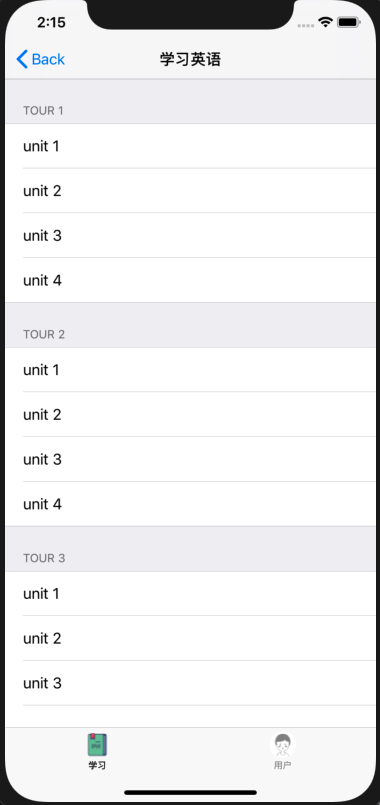 2:15
Back
学习英语
TOUR 1
unit 1
unit 2
unit 3
unit 4
TOUR 2
unit 1
unit 2
unit 3
unit 4
TOUR 3
unit 1
unit 2
unit 3
学习
用户